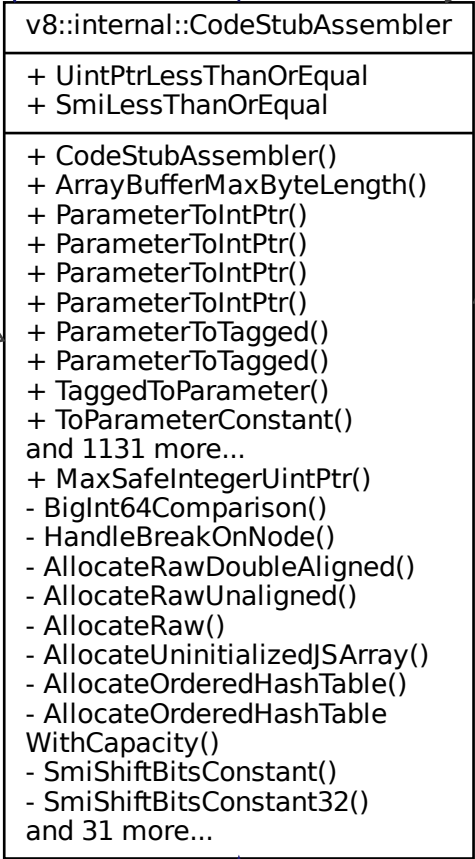 v8::internal::CodeStubAssembler
+ UintPtrLessThanOrEqual
+ SmiLessThanOrEqual
+ CodeStubAssembler()
+ ArrayBufferMaxByteLength()
+ ParameterToIntPtr()
+ ParameterToIntPtr()
+ ParameterToIntPtr()
+ ParameterToIntPtr()
+ ParameterToTagged()
+ ParameterToTagged()
+ TaggedToParameter()
+ ToParameterConstant()
and 1131 more...
+ MaxSafeIntegerUintPtr()
- BigInt64Comparison()
- HandleBreakOnNode()
- AllocateRawDoubleAligned()
- AllocateRawUnaligned()
- AllocateRaw()
- AllocateUninitializedJSArray()
- AllocateOrderedHashTable()
- AllocateOrderedHashTable
WithCapacity()
- SmiShiftBitsConstant()
- SmiShiftBitsConstant32()
and 31 more...